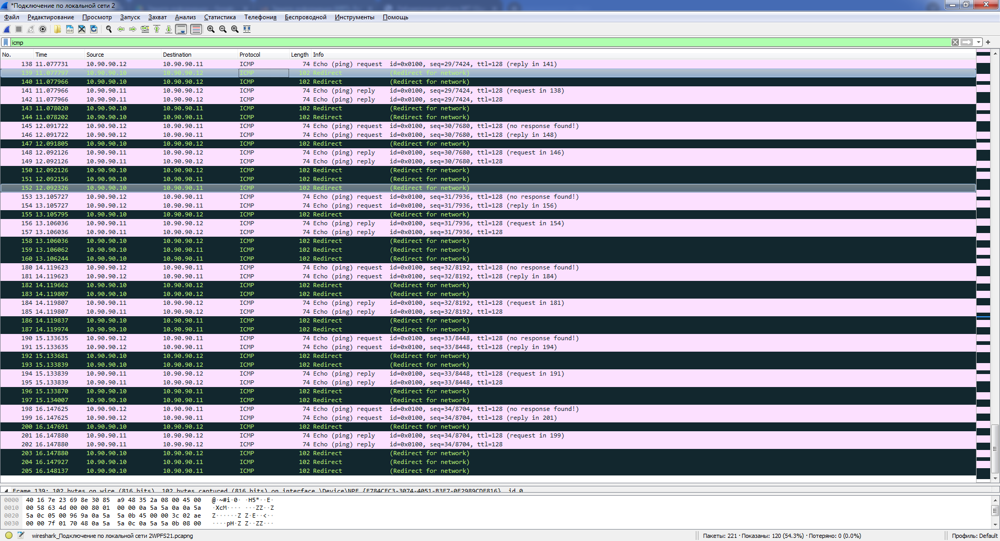 *Подключение по локальной сети 2
Файл Редактирование Просмотр Запуск Захват Анализ Статистика Телефония Беспроводной Инструменты Помощь
icmp
No. Time Source Destination Protocol Length Info
138 11.077731 10.90.90.12 10.90.90.11 ICMP 74 Echo (ping) request id=0x0100, seq=29/7424, ttl=128 (reply in 141)
139 11.077797 10.90.90.10 10.90.90.12 ICMP 102 Redirect (Redirect for network)
140 11.077966 10.90.90.10 10.90.90.12 ICMP 102 Redirect (Redirect for network)
141 11.077966 10.90.90.11 10.90.90.12 ICMP 74 Echo (ping) reply id=0x0100, seq=29/7424, ttl=128 (request in 138)
142 11.077966 10.90.90.11 10.90.90.12 ICMP 74 Echo (ping) reply id=0x0100, seq=29/7424, ttl=128
143 11.078020 10.90.90.10 10.90.90.11 ICMP 102 Redirect (Redirect for network)
144 11.078202 10.90.90.10 10.90.90.11 ICMP 102 Redirect (Redirect for network)
145 12.091722 10.90.90.12 10.90.90.11 ICMP 74 Echo (ping) request id=0x0100, seq=30/7680, ttl=128 (no response found!)
146 12.091722 10.90.90.12 10.90.90.11 ICMP 74 Echo (ping) request id=0x0100, seq=30/7680, ttl=128 (reply in 148)
147 12.091805 10.90.90.10 10.90.90.12 ICMP 102 Redirect (Redirect for network)
148 12.092126 10.90.90.11 10.90.90.12 ICMP 74 Echo (ping) reply id=0x0100, seq=30/7680, ttl=128 (request in 146)
149 12.092126 10.90.90.11 10.90.90.12 ICMP 74 Echo (ping) reply id=0x0100, seq=30/7680, ttl=128
150 12.092126 10.90.90.10 10.90.90.12 ICMP 102 Redirect (Redirect for network)
151 12.092156 10.90.90.10 10.90.90.11 ICMP 102 Redirect (Redirect for network)
152 12.092326 10.90.90.10 10.90.90.11 ICMP 102 Redirect (Redirect for network)
153 13.105727 10.90.90.12 10.90.90.11 ICMP 74 Echo (ping) request id=0x0100, seq=31/7936, ttl=128 (no response found!)
154 13.105727 10.90.90.12 10.90.90.11 ICMP 74 Echo (ping) request id=0x0100, seq=31/7936, ttl=128 (reply in 156)
155 13.105795 10.90.90.10 10.90.90.12 ICMP 102 Redirect (Redirect for network)
156 13.106036 10.90.90.11 10.90.90.12 ICMP 74 Echo (ping) reply id=0x0100, seq=31/7936, ttl=128 (request in 154)
157 13.106036 10.90.90.11 10.90.90.12 ICMP 74 Echo (ping) reply id=0x0100, seq=31/7936, ttl=128
158 13.106036 10.90.90.10 10.90.90.12 ICMP 102 Redirect (Redirect for network)
159 13.106062 10.90.90.10 10.90.90.11 ICMP 102 Redirect (Redirect for network)
160 13.106244 10.90.90.10 10.90.90.11 ICMP 102 Redirect (Redirect for network)
180 14.119623 10.90.90.12 10.90.90.11 ICMP 74 Echo (ping) request id=0x0100, seq=32/8192, ttl=128 (no response found!)
181 14.119623 10.90.90.12 10.90.90.11 ICMP 74 Echo (ping) request id=0x0100, seq=32/8192, ttl=128 (reply in 184)
182 14.119662 10.90.90.10 10.90.90.12 ICMP 102 Redirect (Redirect for network)
183 14.119807 10.90.90.10 10.90.90.12 ICMP 102 Redirect (Redirect for network)
184 14.119807 10.90.90.11 10.90.90.12 ICMP 74 Echo (ping) reply id=0x0100, seq=32/8192, ttl=128 (request in 181)
185 14.119807 10.90.90.11 10.90.90.12 ICMP 74 Echo (ping) reply id=0x0100, seq=32/8192, ttl=128
186 14.119837 10.90.90.10 10.90.90.11 ICMP 102 Redirect (Redirect for network)
187 14.119974 10.90.90.10 10.90.90.11 ICMP 102 Redirect (Redirect for network)
190 15.133635 10.90.90.12 10.90.90.11 ICMP 74 Echo (ping) request id=0x0100, seq=33/8448, ttl=128 (no response found!)
191 15.133635 10.90.90.12 10.90.90.11 ICMP 74 Echo (ping) request id=0x0100, seq=33/8448, ttl=128 (reply in 194)
192 15.133681 10.90.90.10 10.90.90.12 ICMP 102 Redirect (Redirect for network)
193 15.133839 10.90.90.10 10.90.90.12 ICMP 102 Redirect (Redirect for network)
194 15.133839 10.90.90.11 10.90.90.12 ICMP 74 Echo (ping) reply id=0x0100, seq=33/8448, ttl=128 (request in 191)
195 15.133839 10.90.90.11 10.90.90.12 ICMP 74 Echo (ping) reply id=0x0100, seq=33/8448, ttl=128
196 15.133870 10.90.90.10 10.90.90.11 ICMP 102 Redirect (Redirect for network)
197 15.134007 10.90.90.10 10.90.90.11 ICMP 102 Redirect (Redirect for network)
198 16.147625 10.90.90.12 10.90.90.11 ICMP 74 Echo (ping) request id=0x0100, seq=34/8704, ttl=128 (no response found!)
199 16.147625 10.90.90.12 10.90.90.11 ICMP 74 Echo (ping) request id=0x0100, seq=34/8704, ttl=128 (reply in 201)
200 16.147691 10.90.90.10 10.90.90.12 ICMP 102 Redirect (Redirect for network)
201 16.147880 10.90.90.11 10.90.90.12 ICMP 74 Echo (ping) reply id=0x0100, seq=34/8704, ttl=128 (request in 199)
202 16.147880 10.90.90.11 10.90.90.12 ICMP 74 Echo (ping) reply id=0x0100, seq=34/8704, ttl=128
203 16.147880 10.90.90.10 10.90.90.12 ICMP 102 Redirect (Redirect for network)
204 16.147927 10.90.90.10 10.90.90.11 ICMP 102 Redirect (Redirect for network)
205 16.148137 10.90.90.10 10.90.90.11 ICMP 102 Redirect (Redirect for network)
Frame 139: 102 bytes on wire (816 bits), 102 bytes captured (816 bits) on interface
0000 40 16 7e 23 69 8e 30 85 a9 48 35 2a 08 00 45 00 @·~#i·0· ·H5*··E·
0010 00 58 63 4d 00 00 80 01 00 00 0a 5a 5a 0a 0a 5a ·XcM···· ···ZZ··Z
0020 5a 0c 05 00 96 9a 0a 5a 5a 0b 45 00 00 3c 02 ae Z······Z Z·E··<··
0030 00 00 7f 01 70 48 0a 5a 5a 0c 0a 5a 5a 0b 08 00 ····pH·Z Z··ZZ···
wireshark_Подключение по локальной сети 2WPFS21.pcapng
Пакеты: 221 · Показаны: 120 (54.3%) · Потеряно: 0 (0.0%)
Профиль: Default